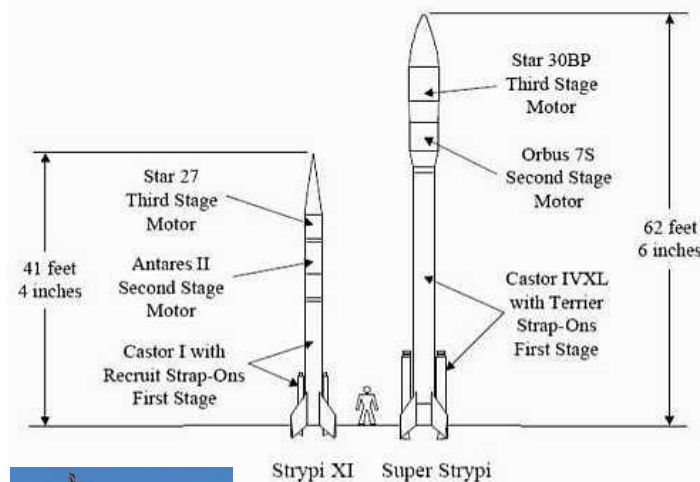 Star 30BP
Third Stage
Motor
Orbus 7S
Second Stage
Motor
Star 27
Third Stage
Motor
62 feet
6 inches
41 feet
4 inches
Antares II
Second Stage
Motor
Castor IVXL
with Terrier
Strap-Ons
First Stage
Castor I with
Recruit Strap-Ons
First Stage
Strypi XI
Super Strypi